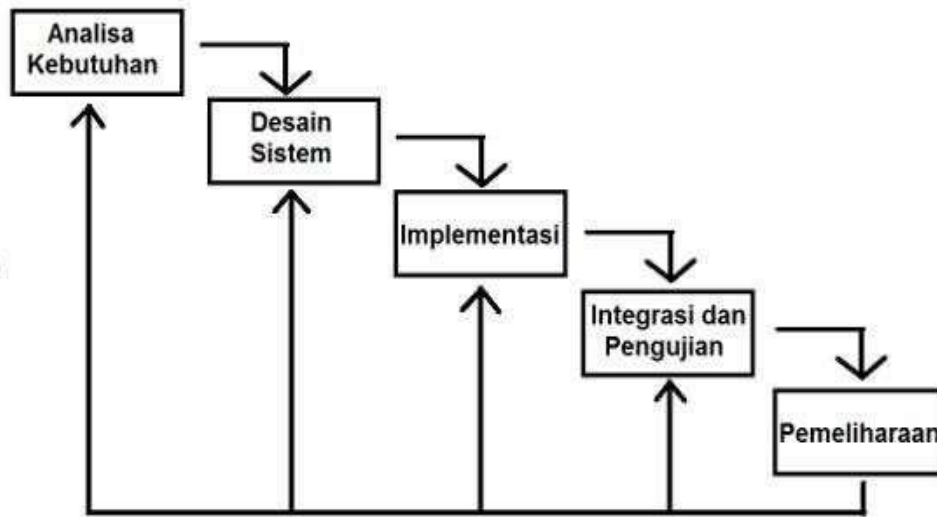 Analisa
Kebutuhan
Desain
Sistem
Implementasi
Integrasi dan
Pengujian
Pemeliharaan